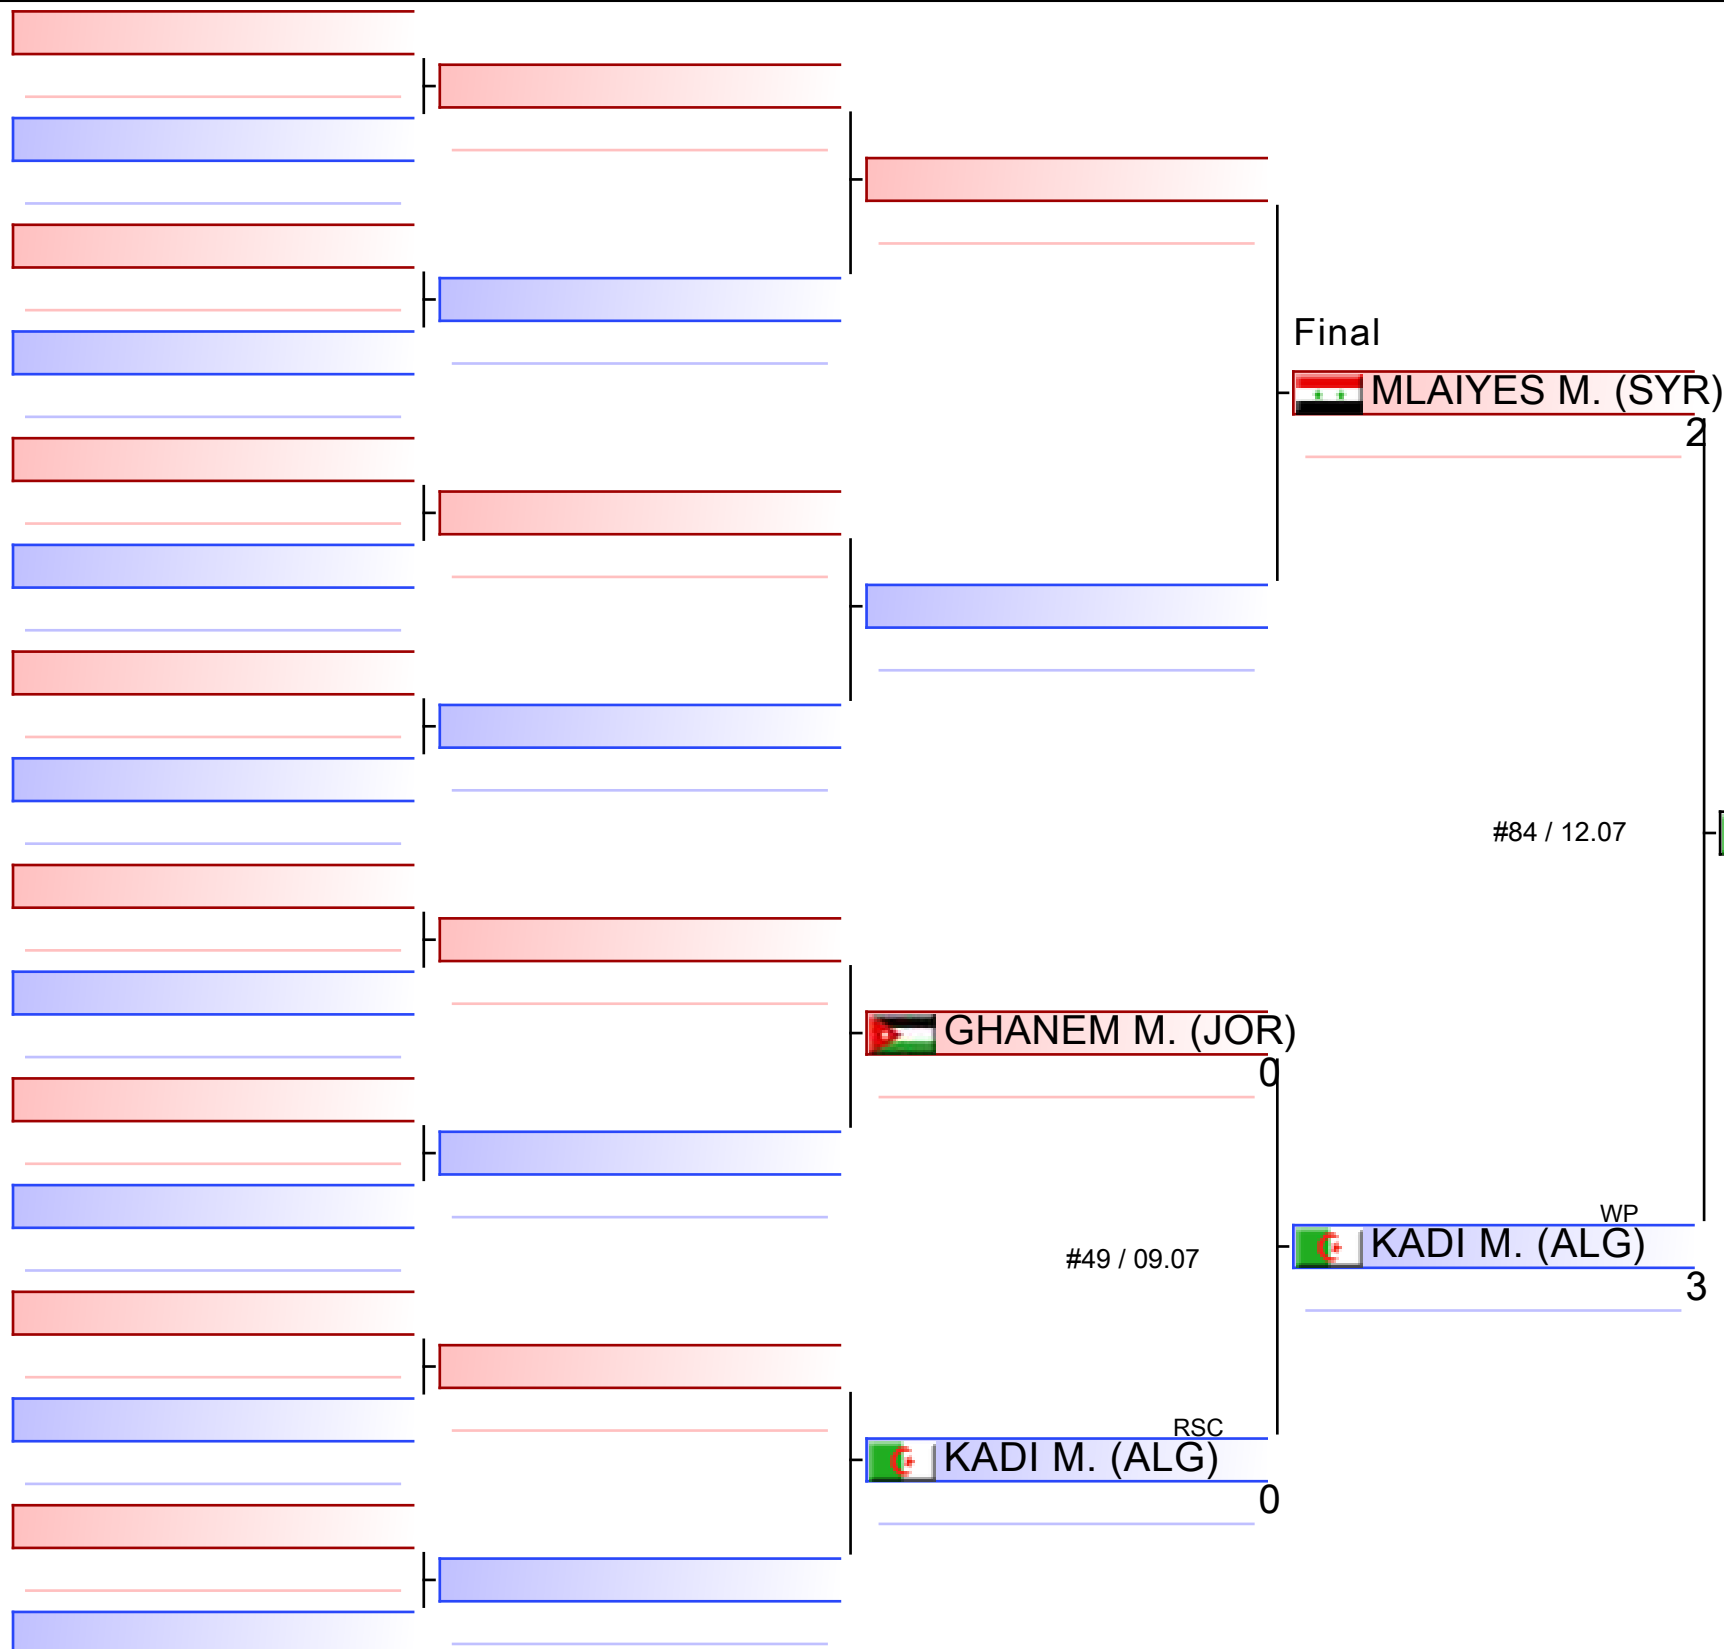 Final
MLAIYES M. (SYR)
2
#84 / 12.07
GHANEM M. (JOR)
0
WP
KADI M. (ALG)
#49 / 09.07
3
RSC
KADI M. (ALG)
0